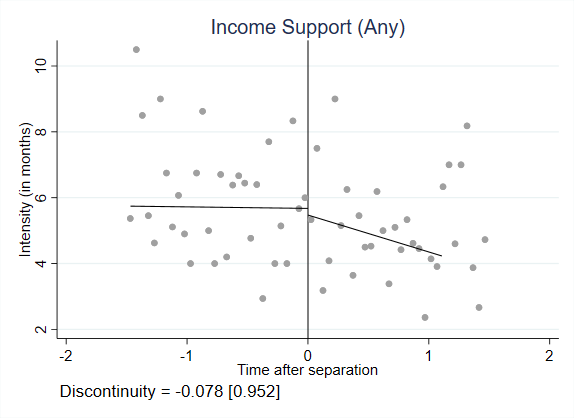 Income Support (Any)
Intensity (in months)
10
8
6
4
2
-2 -1 0 1 2
Time after separation
Discontinuity = -0.078 [0.952]